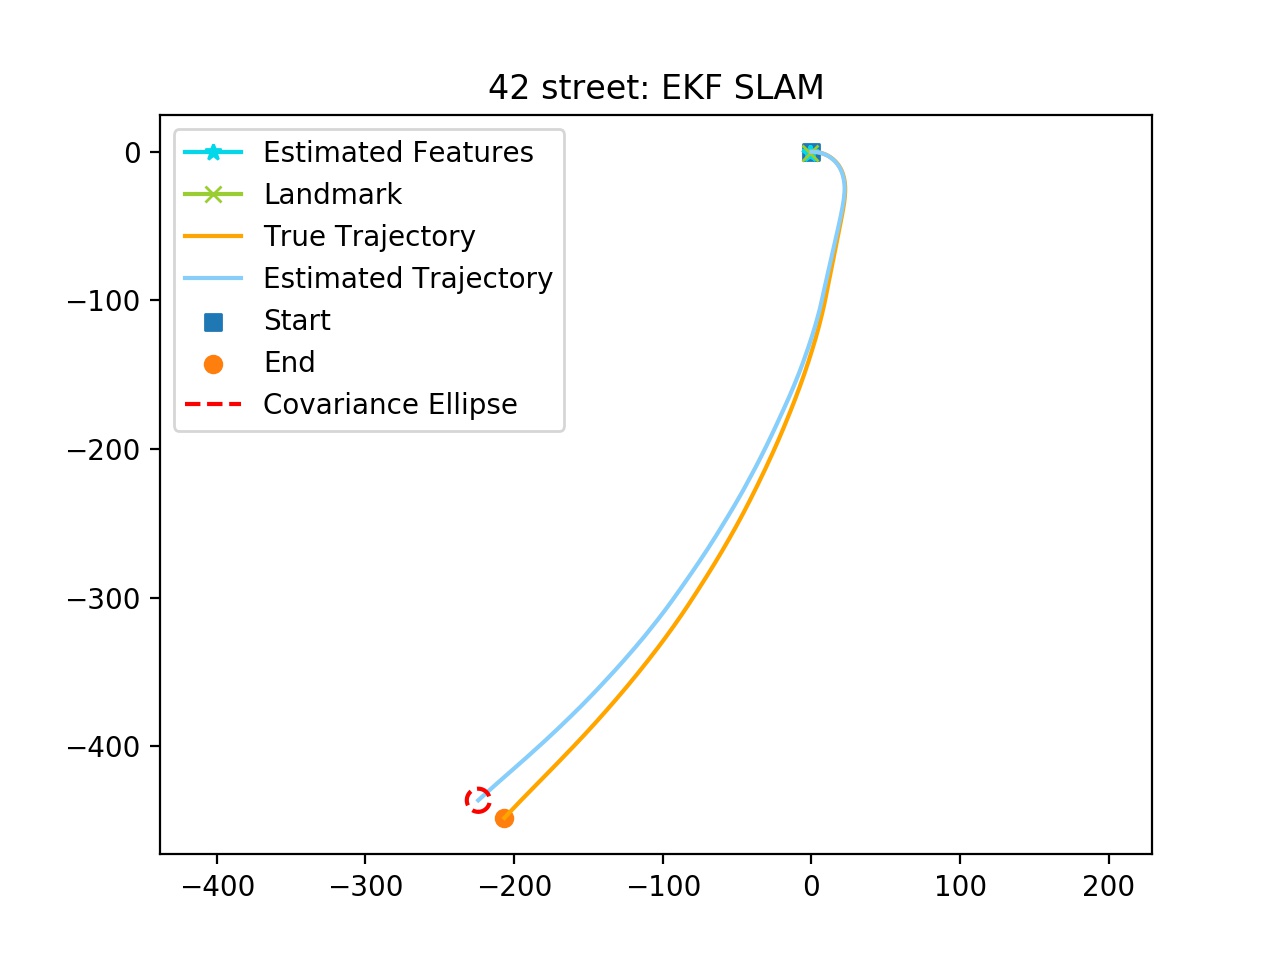 42 street: EKF SLAM
Estimated Features
Landmark
True Trajectory
Estimated Trajectory
Start
End
Covariance Ellipse
0
−100
−200
−300
−400
−400 −300 −200 −100 0 100 200